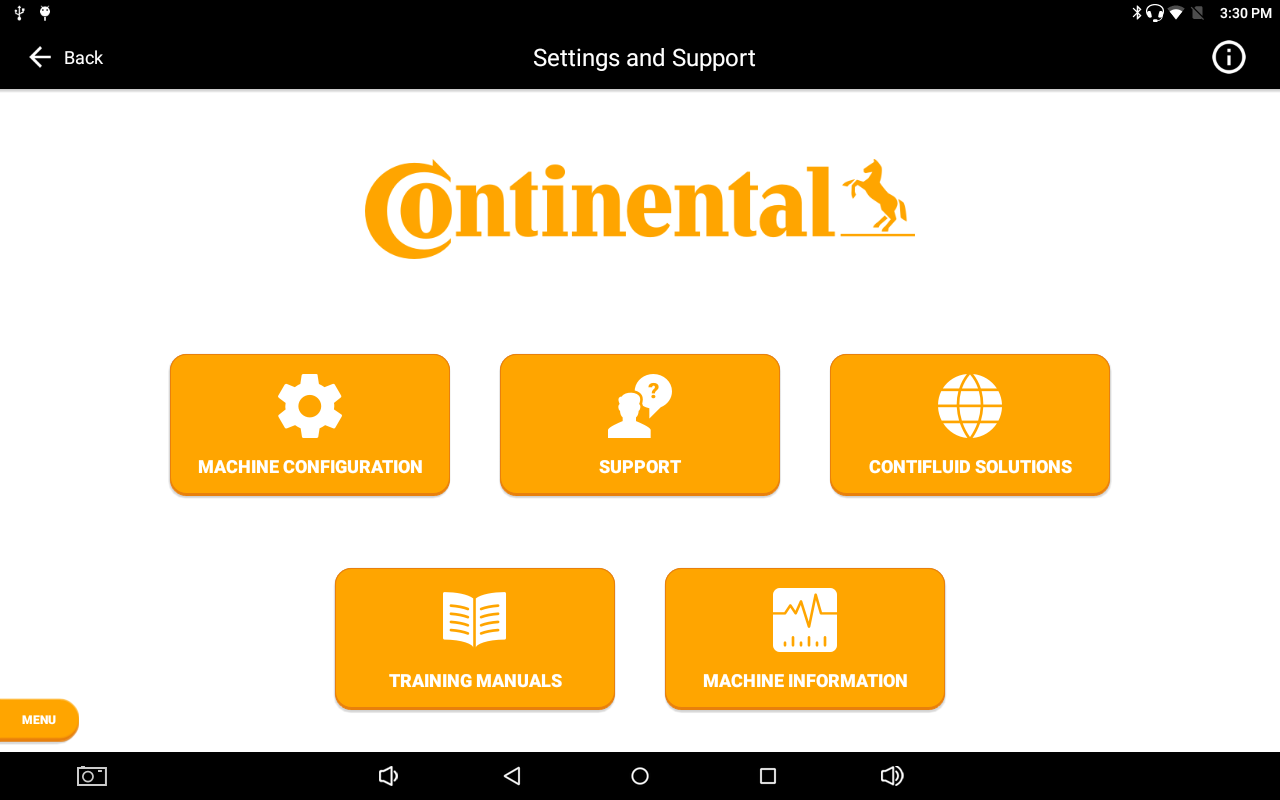 3:30 PM
Back
Settings and Support
Continental
?
MACHINE CONFIGURATION
SUPPORT
CONTIFLUID SOLUTIONS
TRAINING MANUALS
MACHINE INFORMATION
MENU